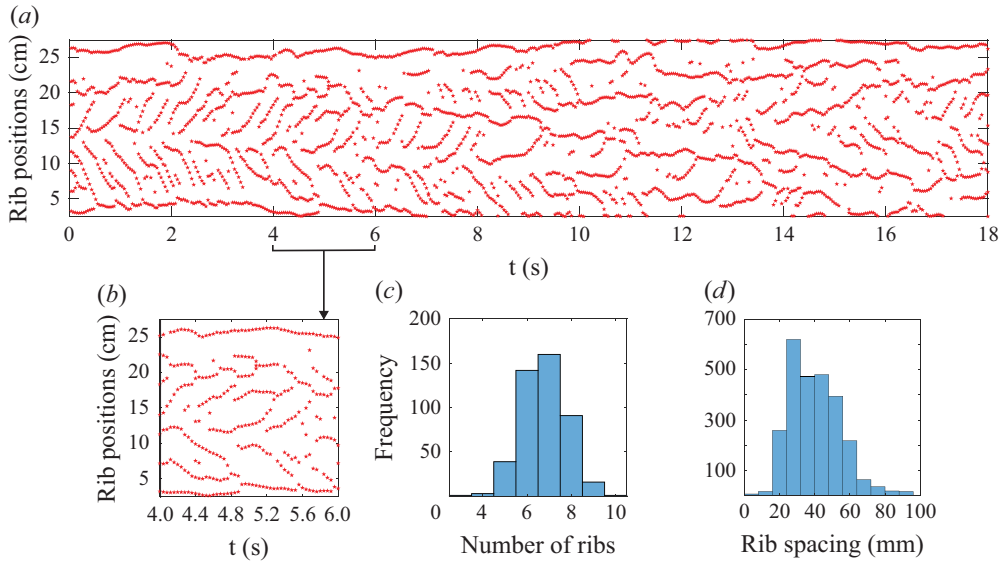 (a)
Rib positions (cm)
25
20
15
10
5
0 2 4 6 8 10 12 14 16 18
t (s)
(b)
Rib positions (cm)
25
20
15
10
5
4.0 4.4 4.8 5.2 5.6 6.0
t (s)
(c)
Frequency
200
150
100
50
4 6 8 10
Number of ribs
(d)
700
500
300
100
0 20 40 60 80 100
Rib spacing (mm)